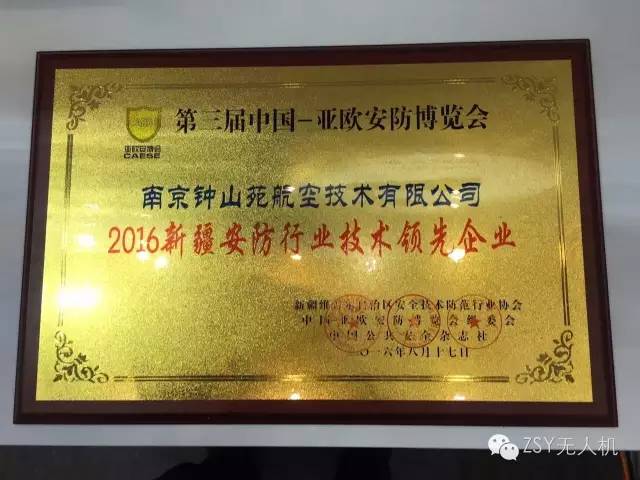 第三届中国-亚欧安防博览会
亚欧安博会
CAESE
南京钟山苑航空技术有限公司
2016新疆安防行业技术领先企业
新疆维吾尔自治区安全技术防范行业协会
中国-亚欧安防博览会组委会
中国公共安全杂志社
二〇一六年八月十七日
ZSY无人机